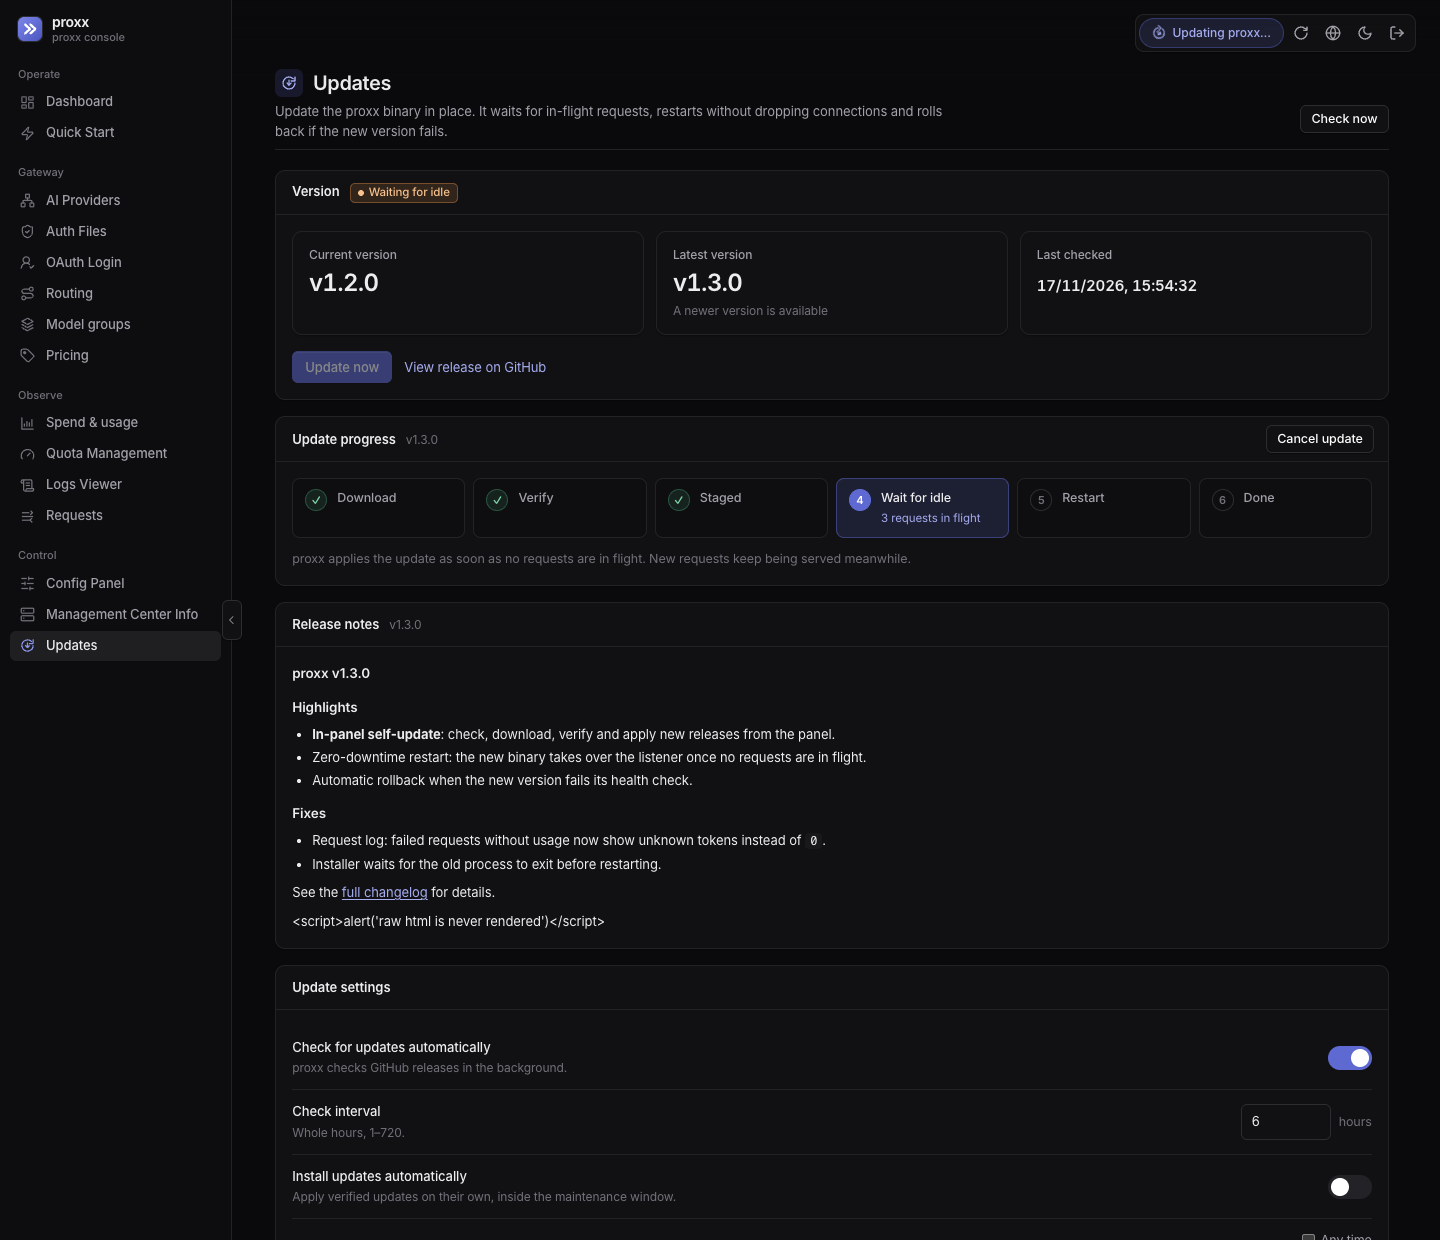 proxx
proxx console
Updating proxx...
Operate
Dashboard
Quick Start
Gateway
AI Providers
Auth Files
OAuth Login
Routing
Model groups
Pricing
Observe
Spend & usage
Quota Management
Logs Viewer
Requests
Control
Config Panel
Management Center Info
Updates
Updates
Update the proxx binary in place. It waits for in-flight requests, restarts without dropping connections and rolls
back if the new version fails.
Check now
Version
Waiting for idle
Current version
v1.2.0
Latest version
v1.3.0
A newer version is available
Last checked
17/11/2026, 15:54:32
Update now
View release on GitHub
Update progress v1.3.0
Cancel update
Download
Verify
Staged
4 Wait for idle
3 requests in flight
5 Restart
6 Done
proxx applies the update as soon as no requests are in flight. New requests keep being served meanwhile.
Release notes v1.3.0
proxx v1.3.0
Highlights
• In-panel self-update: check, download, verify and apply new releases from the panel.
• Zero-downtime restart: the new binary takes over the listener once no requests are in flight.
• Automatic rollback when the new version fails its health check.
Fixes
• Request log: failed requests without usage now show unknown tokens instead of 0.
• Installer waits for the old process to exit before restarting.
See the full changelog for details.
<script>alert('raw html is never rendered')</script>
Update settings
Check for updates automatically
proxx checks GitHub releases in the background.
Check interval
Whole hours, 1–720.
6 hours
Install updates automatically
Apply verified updates on their own, inside the maintenance window.
Any time